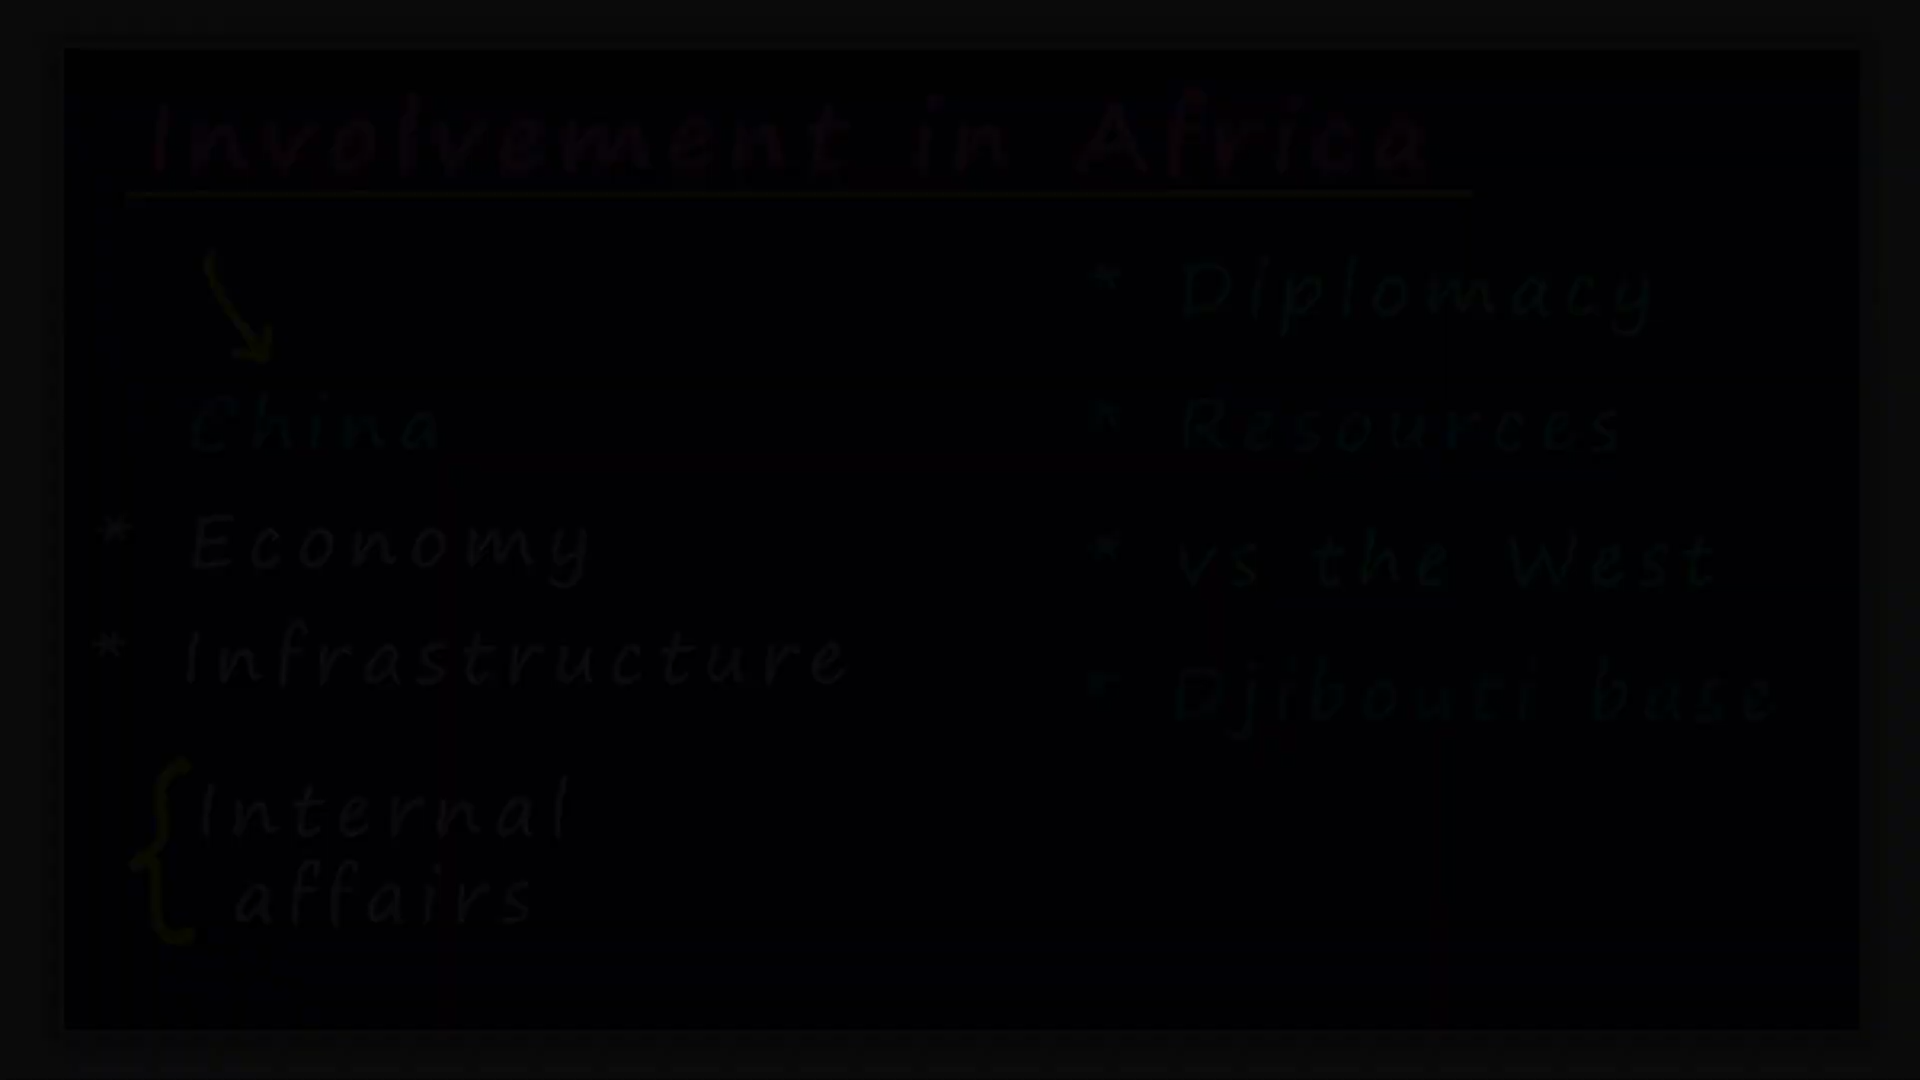 Involvement in Africa
China
* Economy
* Infrastructure
Internal
affairs
* Diplomacy
* Resources
* vs the West
* Djibouti base